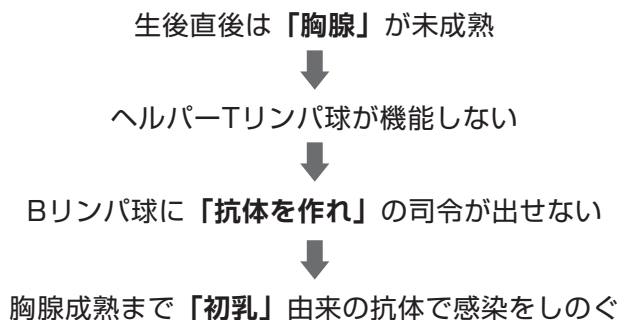 生後直後は「胸腺」が未成熟
ヘルパーTリンパ球が機能しない
Bリンパ球に「抗体を作れ」の司令が出せない
胸腺成熟まで「初乳」由来の抗体で感染をしのぐ